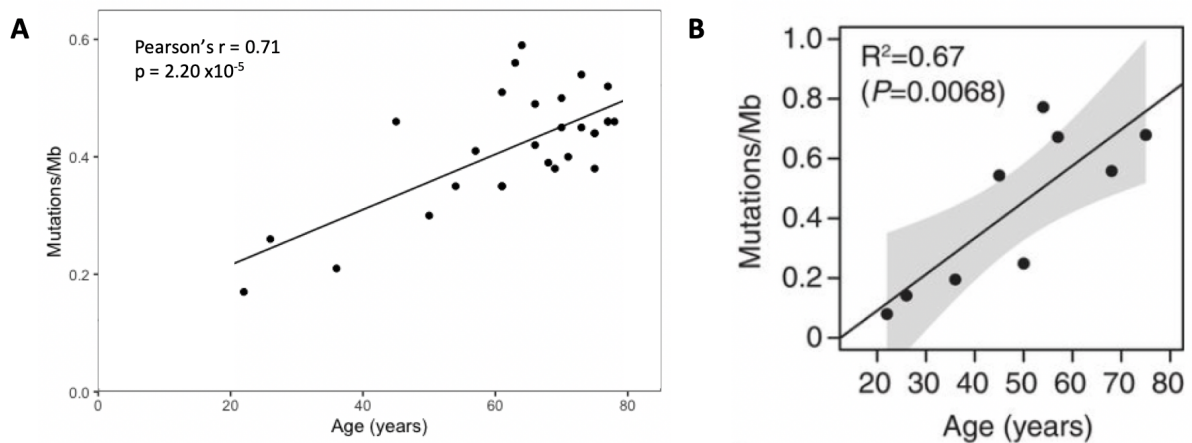 A
Pearson's r = 0.71
p = 2.20 x10⁻⁵
Mutations/Mb
0.6
0.4
0.2
0.0
0
20
40
60
80
Age (years)
B
R²=0.67
(P=0.0068)
Mutations/Mb
1.0
0.8
0.6
0.4
0.2
0
20 30 40 50 60 70 80
Age (years)